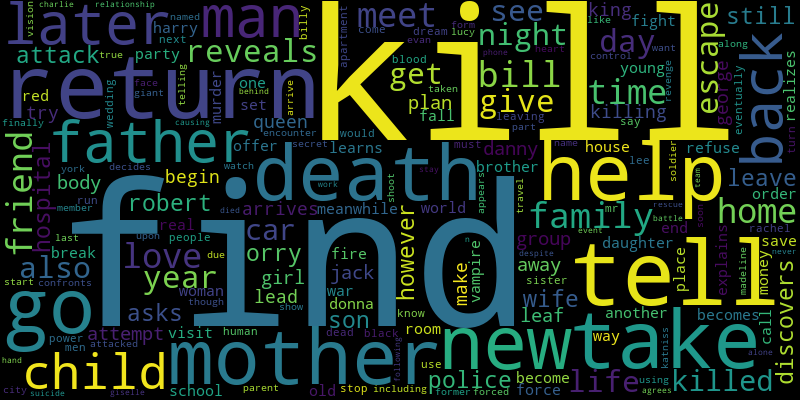 charlie relationship
vision
later
named
man
billy
harry
next
attack
true
party
reveals
return
face
giant
telling
murder
behind
one
arrive
red
try
set
wedding
causing
queen
encounter
finally
kill
apartment
meet
come
dream
evan
form
lucy
see
king
like
fight
night
blood
phone
heart
get
bill
taken
plan
fall
give
leaving
part
day
control
want
young
time
killing
say
revenge
george
escape
still
along
eventually
back
realizes
turn
father
offer
secret
would
learns
watch
death
must
danny
brother
stay
appears
name
house
lee
soldier
refuse
help
team
leave
order
friend
hospital
york
decides
body
begin
run
member
find
work
died
shoot
travel
robert
arrives
meanwhile
world
real
last
upon
people
break
car
family
mr
event
despite
battle
rescue
rachel
home
soon
end
group
daughter
explains
save
never
also
love
due
orry
fire
however
make
vampire
away
sister
tell
place
madeline
money
discovers
start
confronts
woman
year
girl
jack
though
show
lead
war
donna
know
wife
go
asks
son
leaf
another
becomes
call
power
men
attempt
visit
human
dead
black
room
new
take
way
katniss
alone
attacked
mother
following
use
hand
child
school
parent
old
stop
including
police
become
former
forced
force
life
using
agrees
killed
city
suicide
giselle